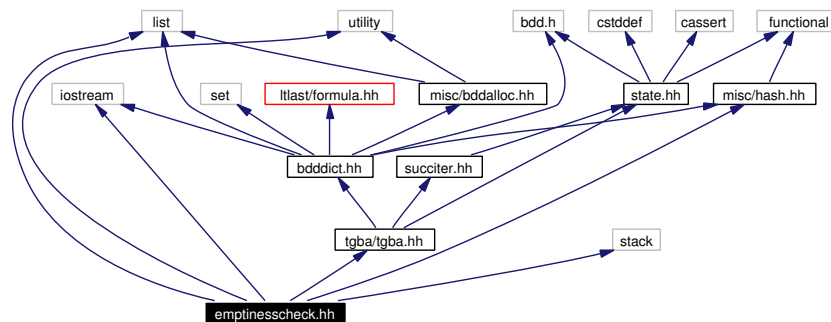 list
utility
bdd.h
cstddef
cassert
functional
iostream
set
ltlast/formula.hh
misc/bddalloc.hh
state.hh
misc/hash.hh
bdddict.hh
succiter.hh
tgba/tgba.hh
stack
emptinesscheck.hh